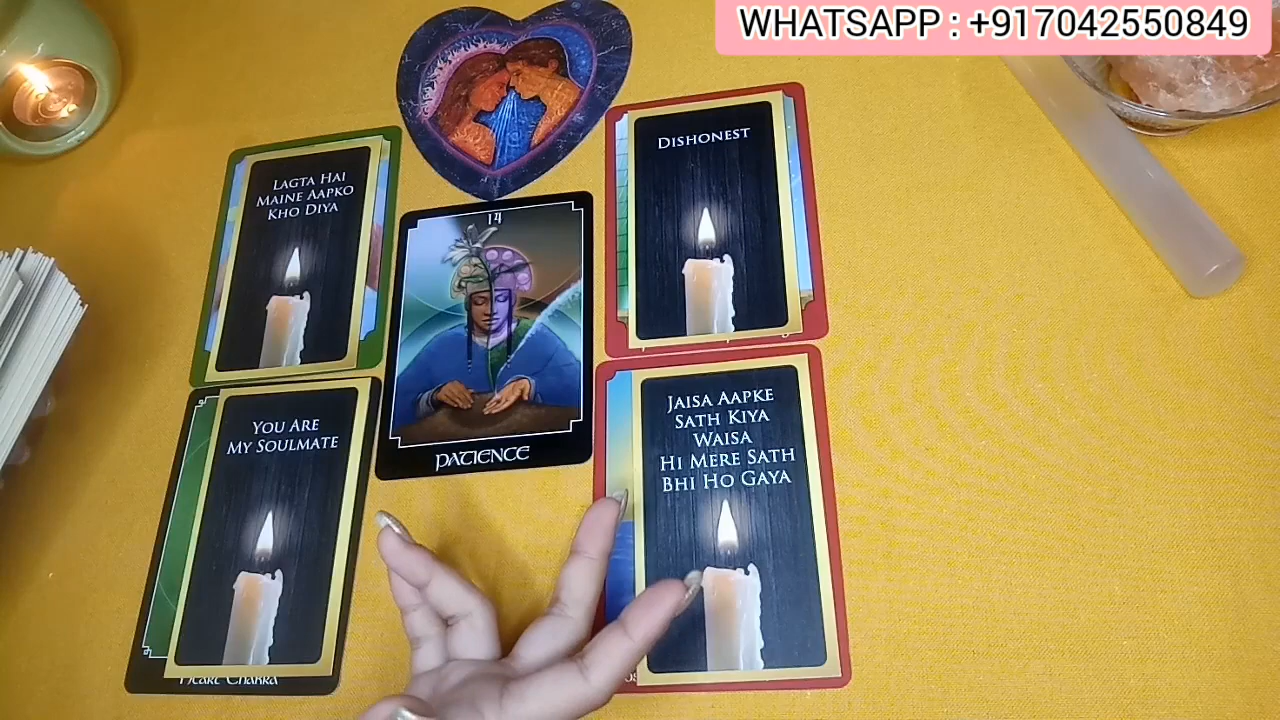 WHATSAPP : +917042550849
LAGTA HAI
MAINE AAPKO
KHO DIYA
DISHONEST
14
PATIENCE
YOU ARE
MY SOULMATE
JAISA AAPKE
SATH KIYA
WAISA
HI MERE SATH
BHI HO GAYA
Heart Chakra